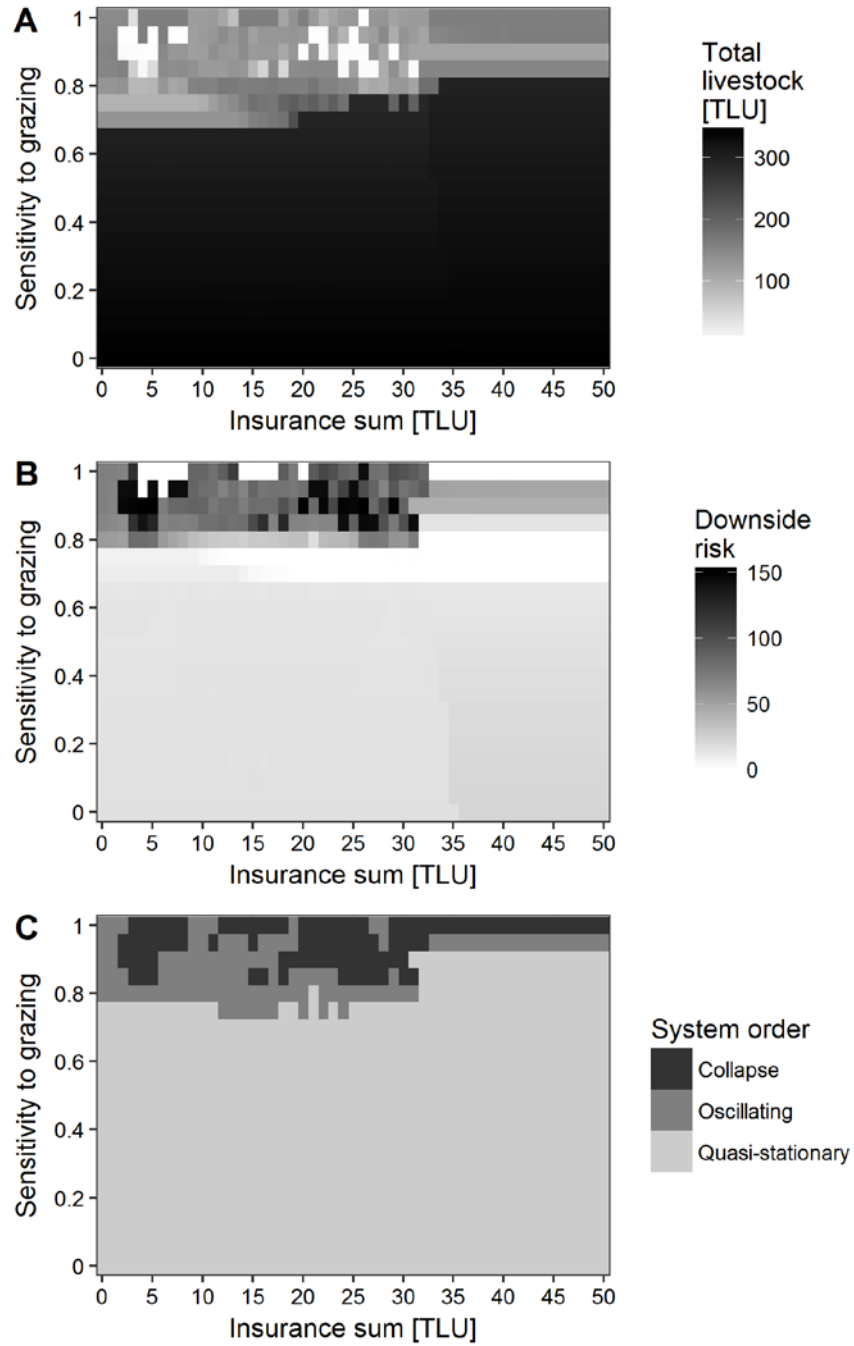 A
1
0.8
0.6
0.4
0.2
0
Sensitivity to grazing
0 5 10 15 20 25 30 35 40 45 50
Insurance sum [TLU]
Total
livestock
[TLU]
300
200
100
B
1
0.8
0.6
0.4
0.2
0
Sensitivity to grazing
0 5 10 15 20 25 30 35 40 45 50
Insurance sum [TLU]
Downside
risk
150
100
50
0
C
1
0.8
0.6
0.4
0.2
0
Sensitivity to grazing
0 5 10 15 20 25 30 35 40 45 50
Insurance sum [TLU]
System order
Collapse
Oscillating
Quasi-stationary